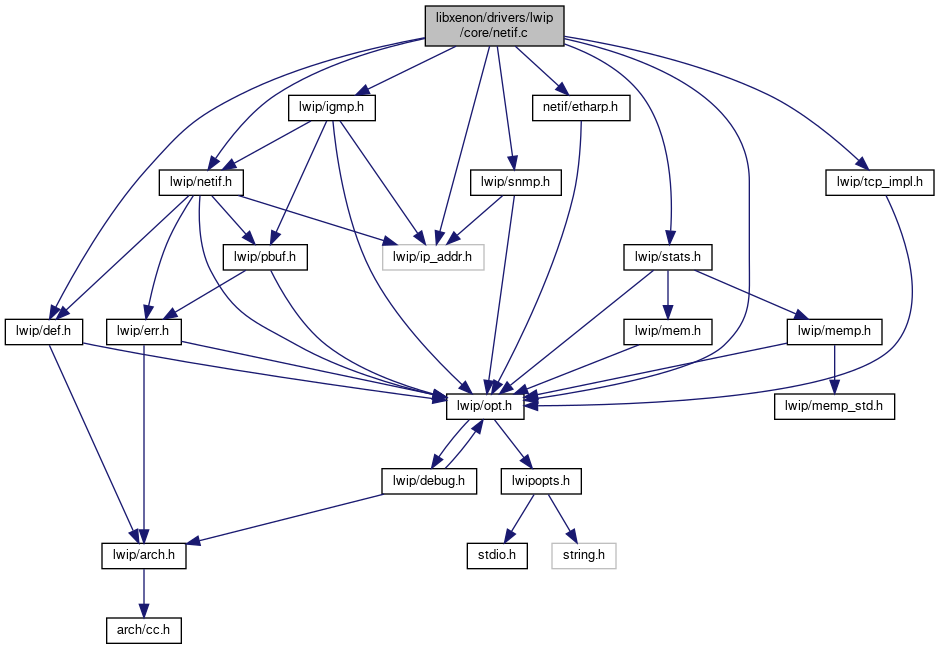 libxenon/drivers/lwip
/core/netif.c
lwip/igmp.h
netif/etharp.h
lwip/netif.h
lwip/snmp.h
lwip/tcp_impl.h
lwip/pbuf.h
lwip/ip_addr.h
lwip/stats.h
lwip/def.h
lwip/err.h
lwip/mem.h
lwip/memp.h
lwip/opt.h
lwip/memp_std.h
lwip/debug.h
lwipopts.h
lwip/arch.h
stdio.h
string.h
arch/cc.h